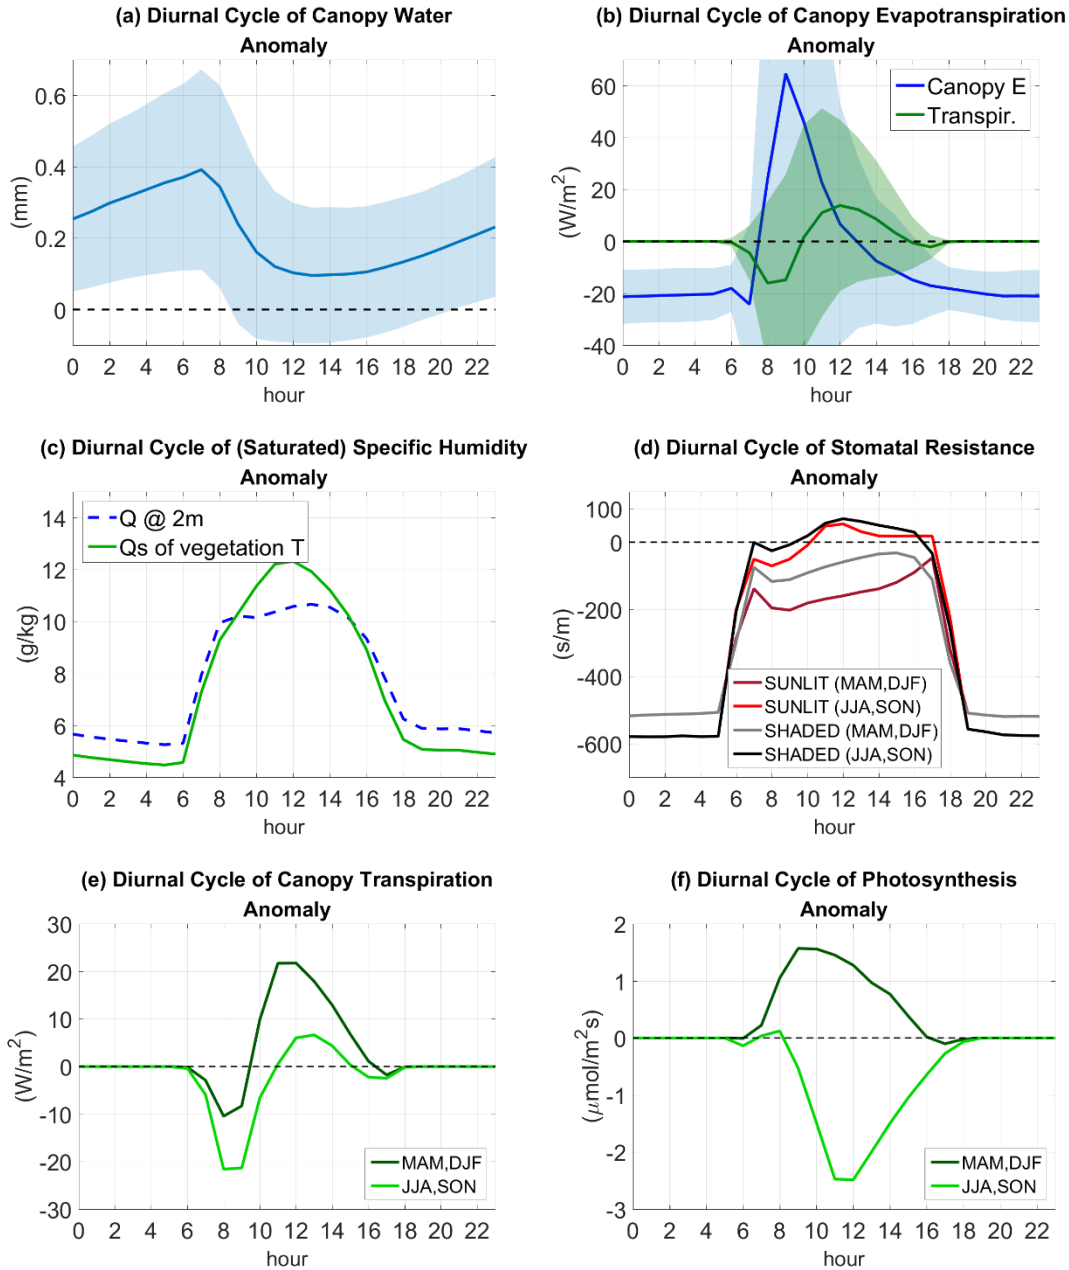 (a) Diurnal Cycle of Canopy Water
Anomaly
0.6
0.4
0.2
0
(mm)
0 2 4 6 8 10 12 14 16 18 20 22
hour
(b) Diurnal Cycle of Canopy Evapotranspiration
Anomaly
60
40
20
0
-20
-40
(W/m²)
Canopy E
Transpir.
0 2 4 6 8 10 12 14 16 18 20 22
hour
(c) Diurnal Cycle of (Saturated) Specific Humidity
Anomaly
14
12
10
8
6
4
(g/kg)
Q @ 2m
Qs of vegetation T
0 2 4 6 8 10 12 14 16 18 20 22
hour
(d) Diurnal Cycle of Stomatal Resistance
Anomaly
100
0
-200
-400
-600
(s/m)
SUNLIT (MAM,DJF)
SUNLIT (JJA,SON)
SHADED (MAM,DJF)
SHADED (JJA,SON)
0 2 4 6 8 10 12 14 16 18 20 22
hour
(e) Diurnal Cycle of Canopy Transpiration
Anomaly
30
20
10
0
-10
-20
-30
(W/m²)
MAM,DJF
JJA,SON
0 2 4 6 8 10 12 14 16 18 20 22
hour
(f) Diurnal Cycle of Photosynthesis
Anomaly
2
1
0
-1
-2
-3
(μmol/m²s)
MAM,DJF
JJA,SON
0 2 4 6 8 10 12 14 16 18 20 22
hour